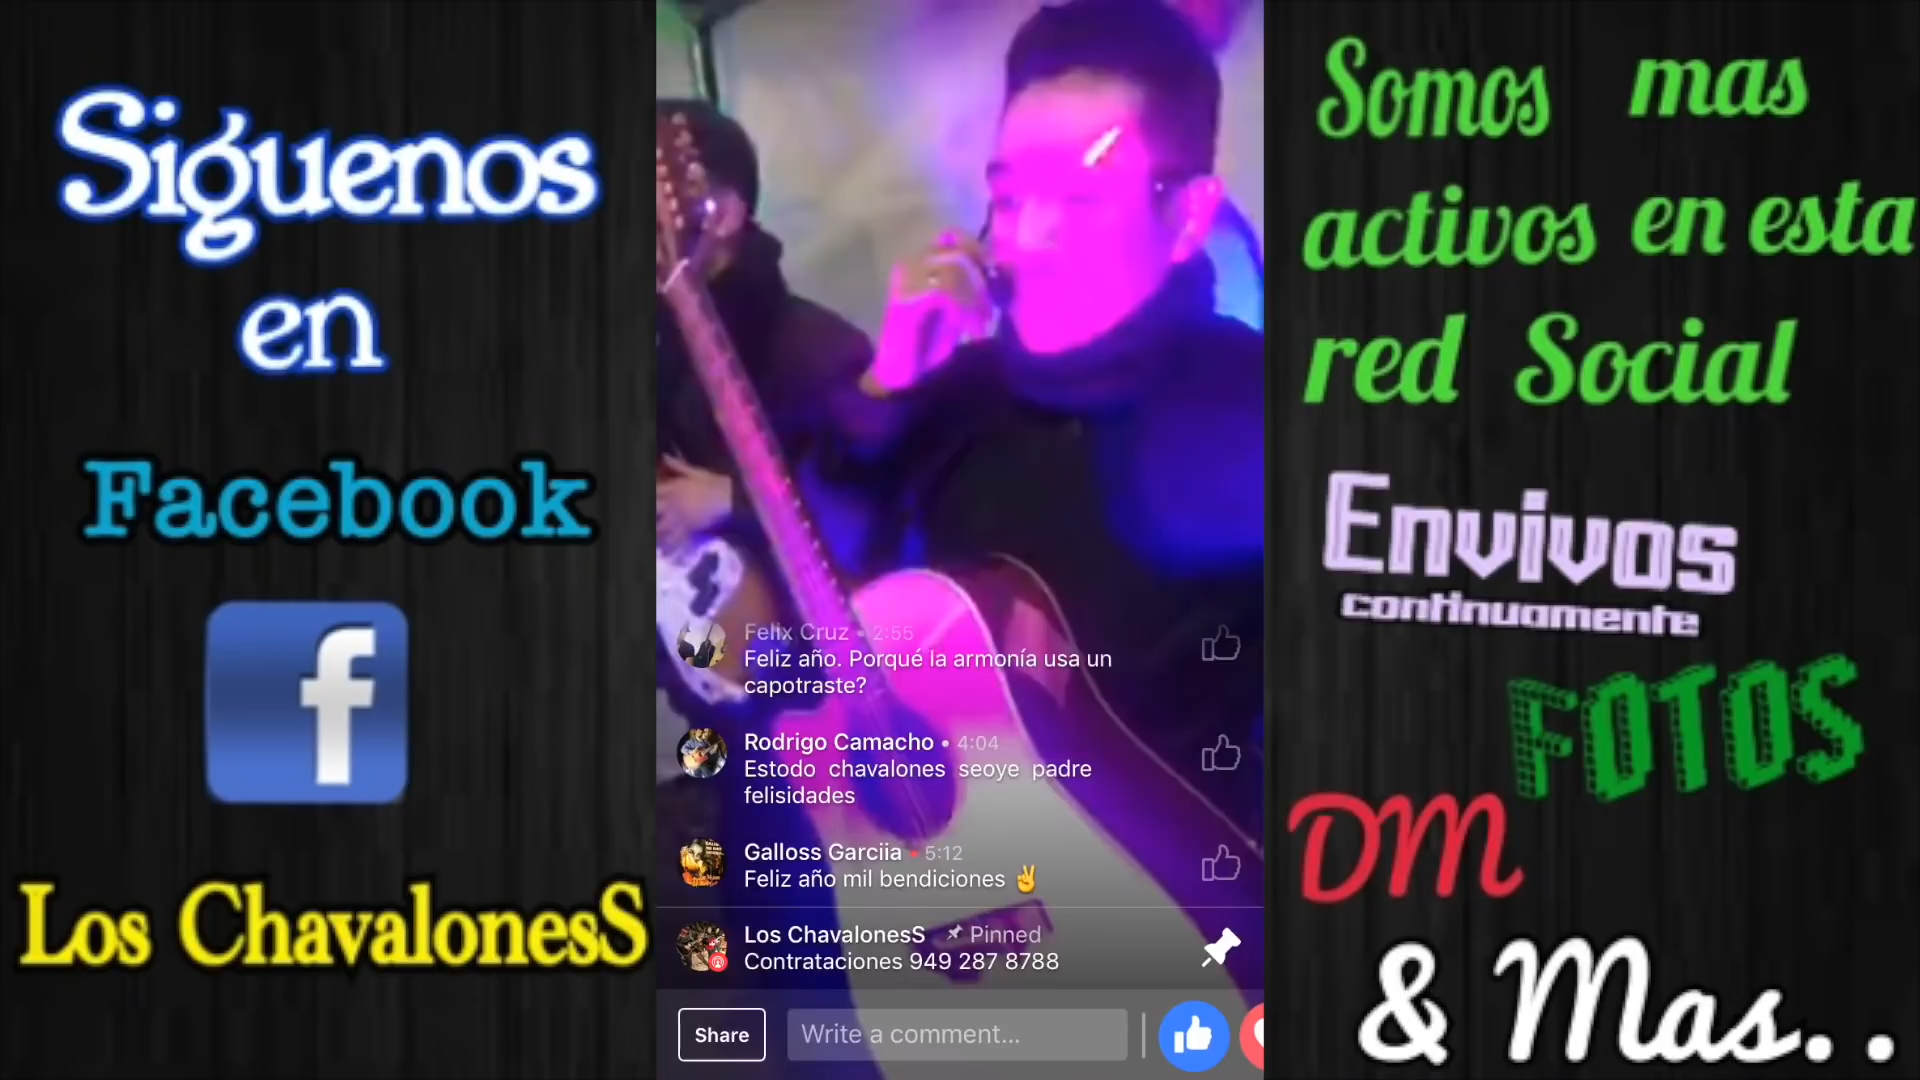 Siguenos
en
Facebook
f
Los ChavalonesS
Felix Cruz • 2:55
Feliz año. Porqué la armonía usa un
capotraste?
Rodrigo Camacho • 4:04
Estodo chavalones seoye padre
felisidades
Galloss Garciia • 5:12
Feliz año mil bendiciones ✌
Los ChavalonesS Pinned
Contrataciones 949 287 8788
Share
Write a comment...
Somos mas
activos en esta
red Social
Envivos
continuamente
FOTOS
DM
& Mas..